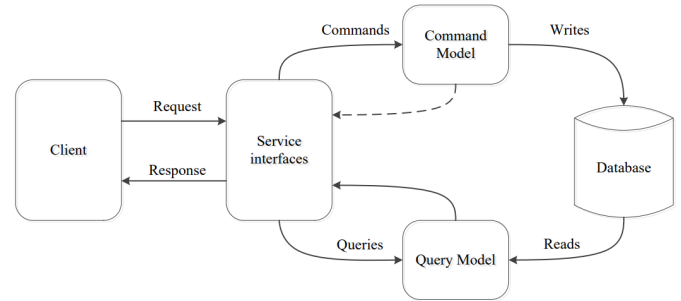 Commands
Command
Model
Writes
Request
Client
Service
interfaces
Response
Database
Queries
Query Model
Reads